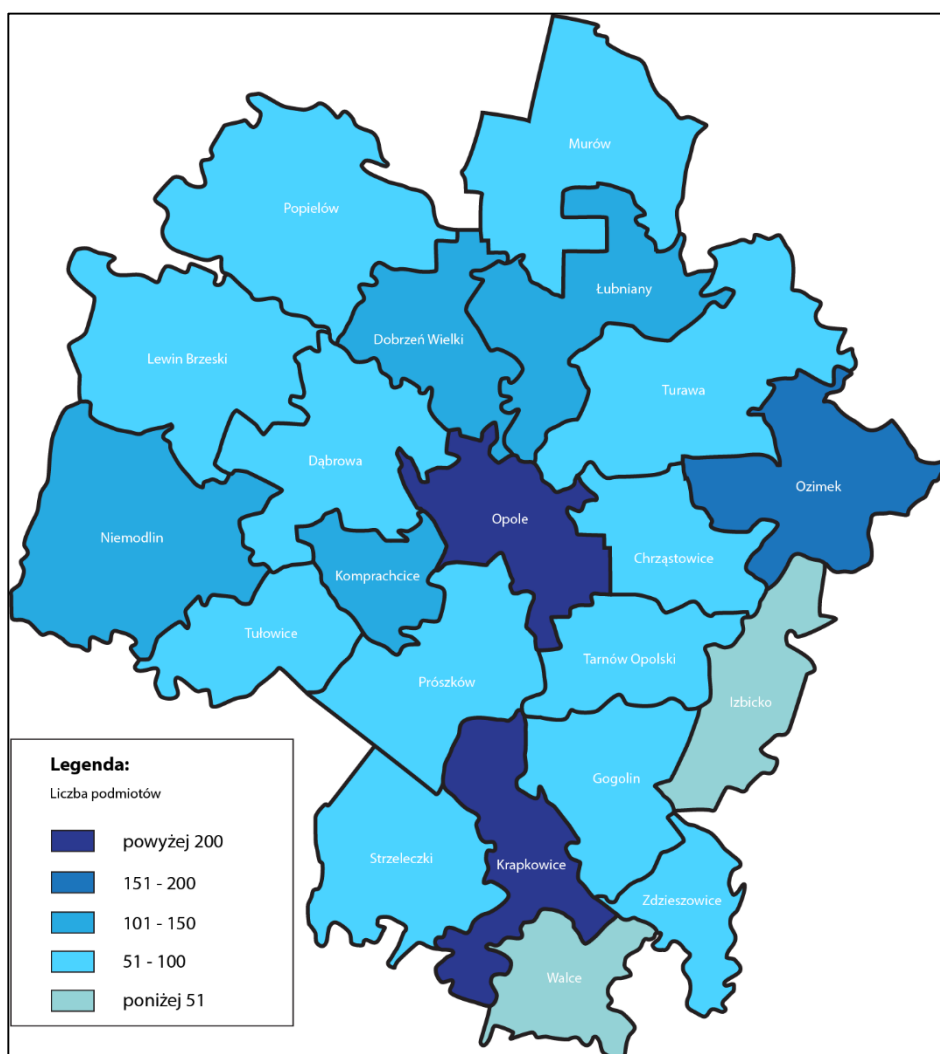 Murów
Popielów
Łubniany
Dobrzeń Wielki
Lewin Brzeski
Turawa
Dąbrowa
Ozimek
Opole
Niemodlin
Chrząstowice
Komprachcice
Tułowice
Tarnów Opolski
Prószków
Izbicko
Gogolin
Strzeleczki
Krapkowice
Zdzieszowice
Walce
Legenda:
Liczba podmiotów
powyżej 200
151 - 200
101 - 150
51 - 100
poniżej 51